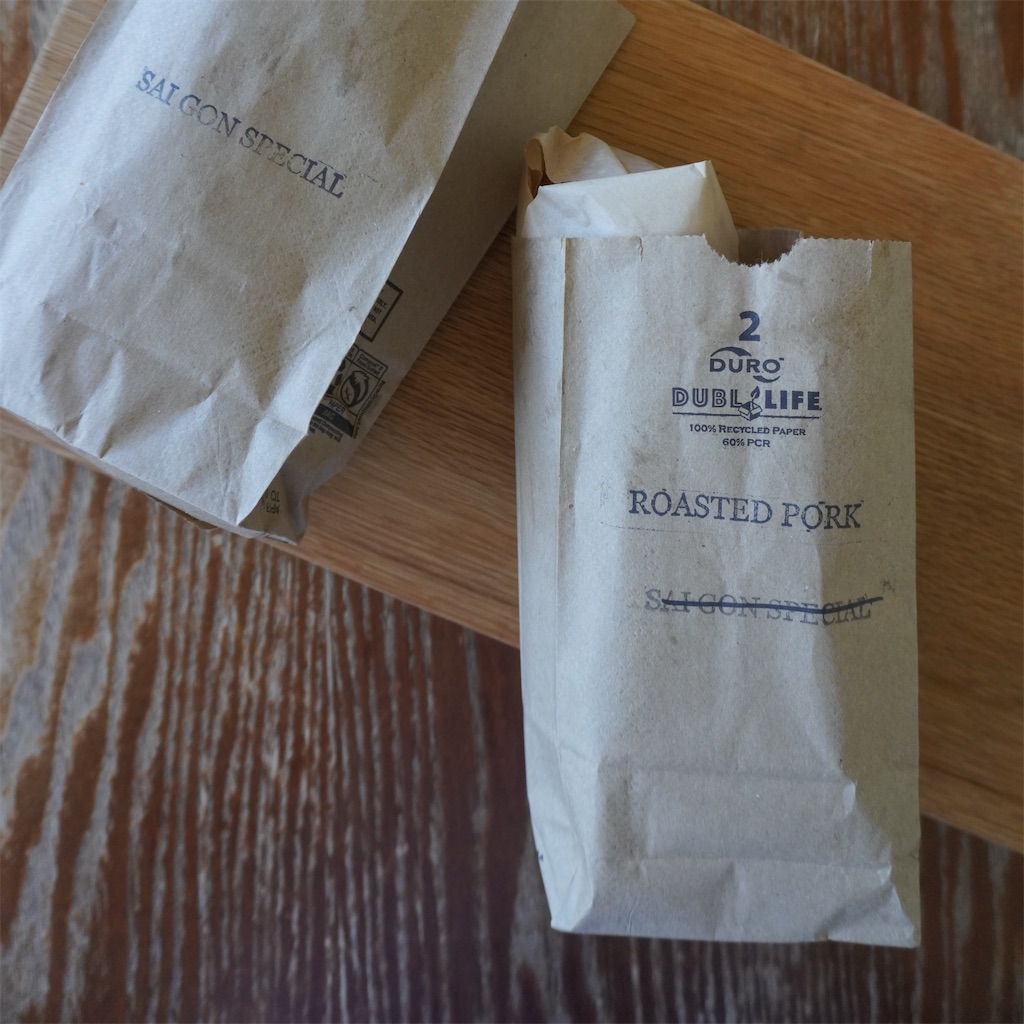 SAI GON SPECIAL
2
DURO
DUBL LIFE
100% RECYCLED PAPER
60% PCR
ROASTED PORK
SAI GON SPECIAL